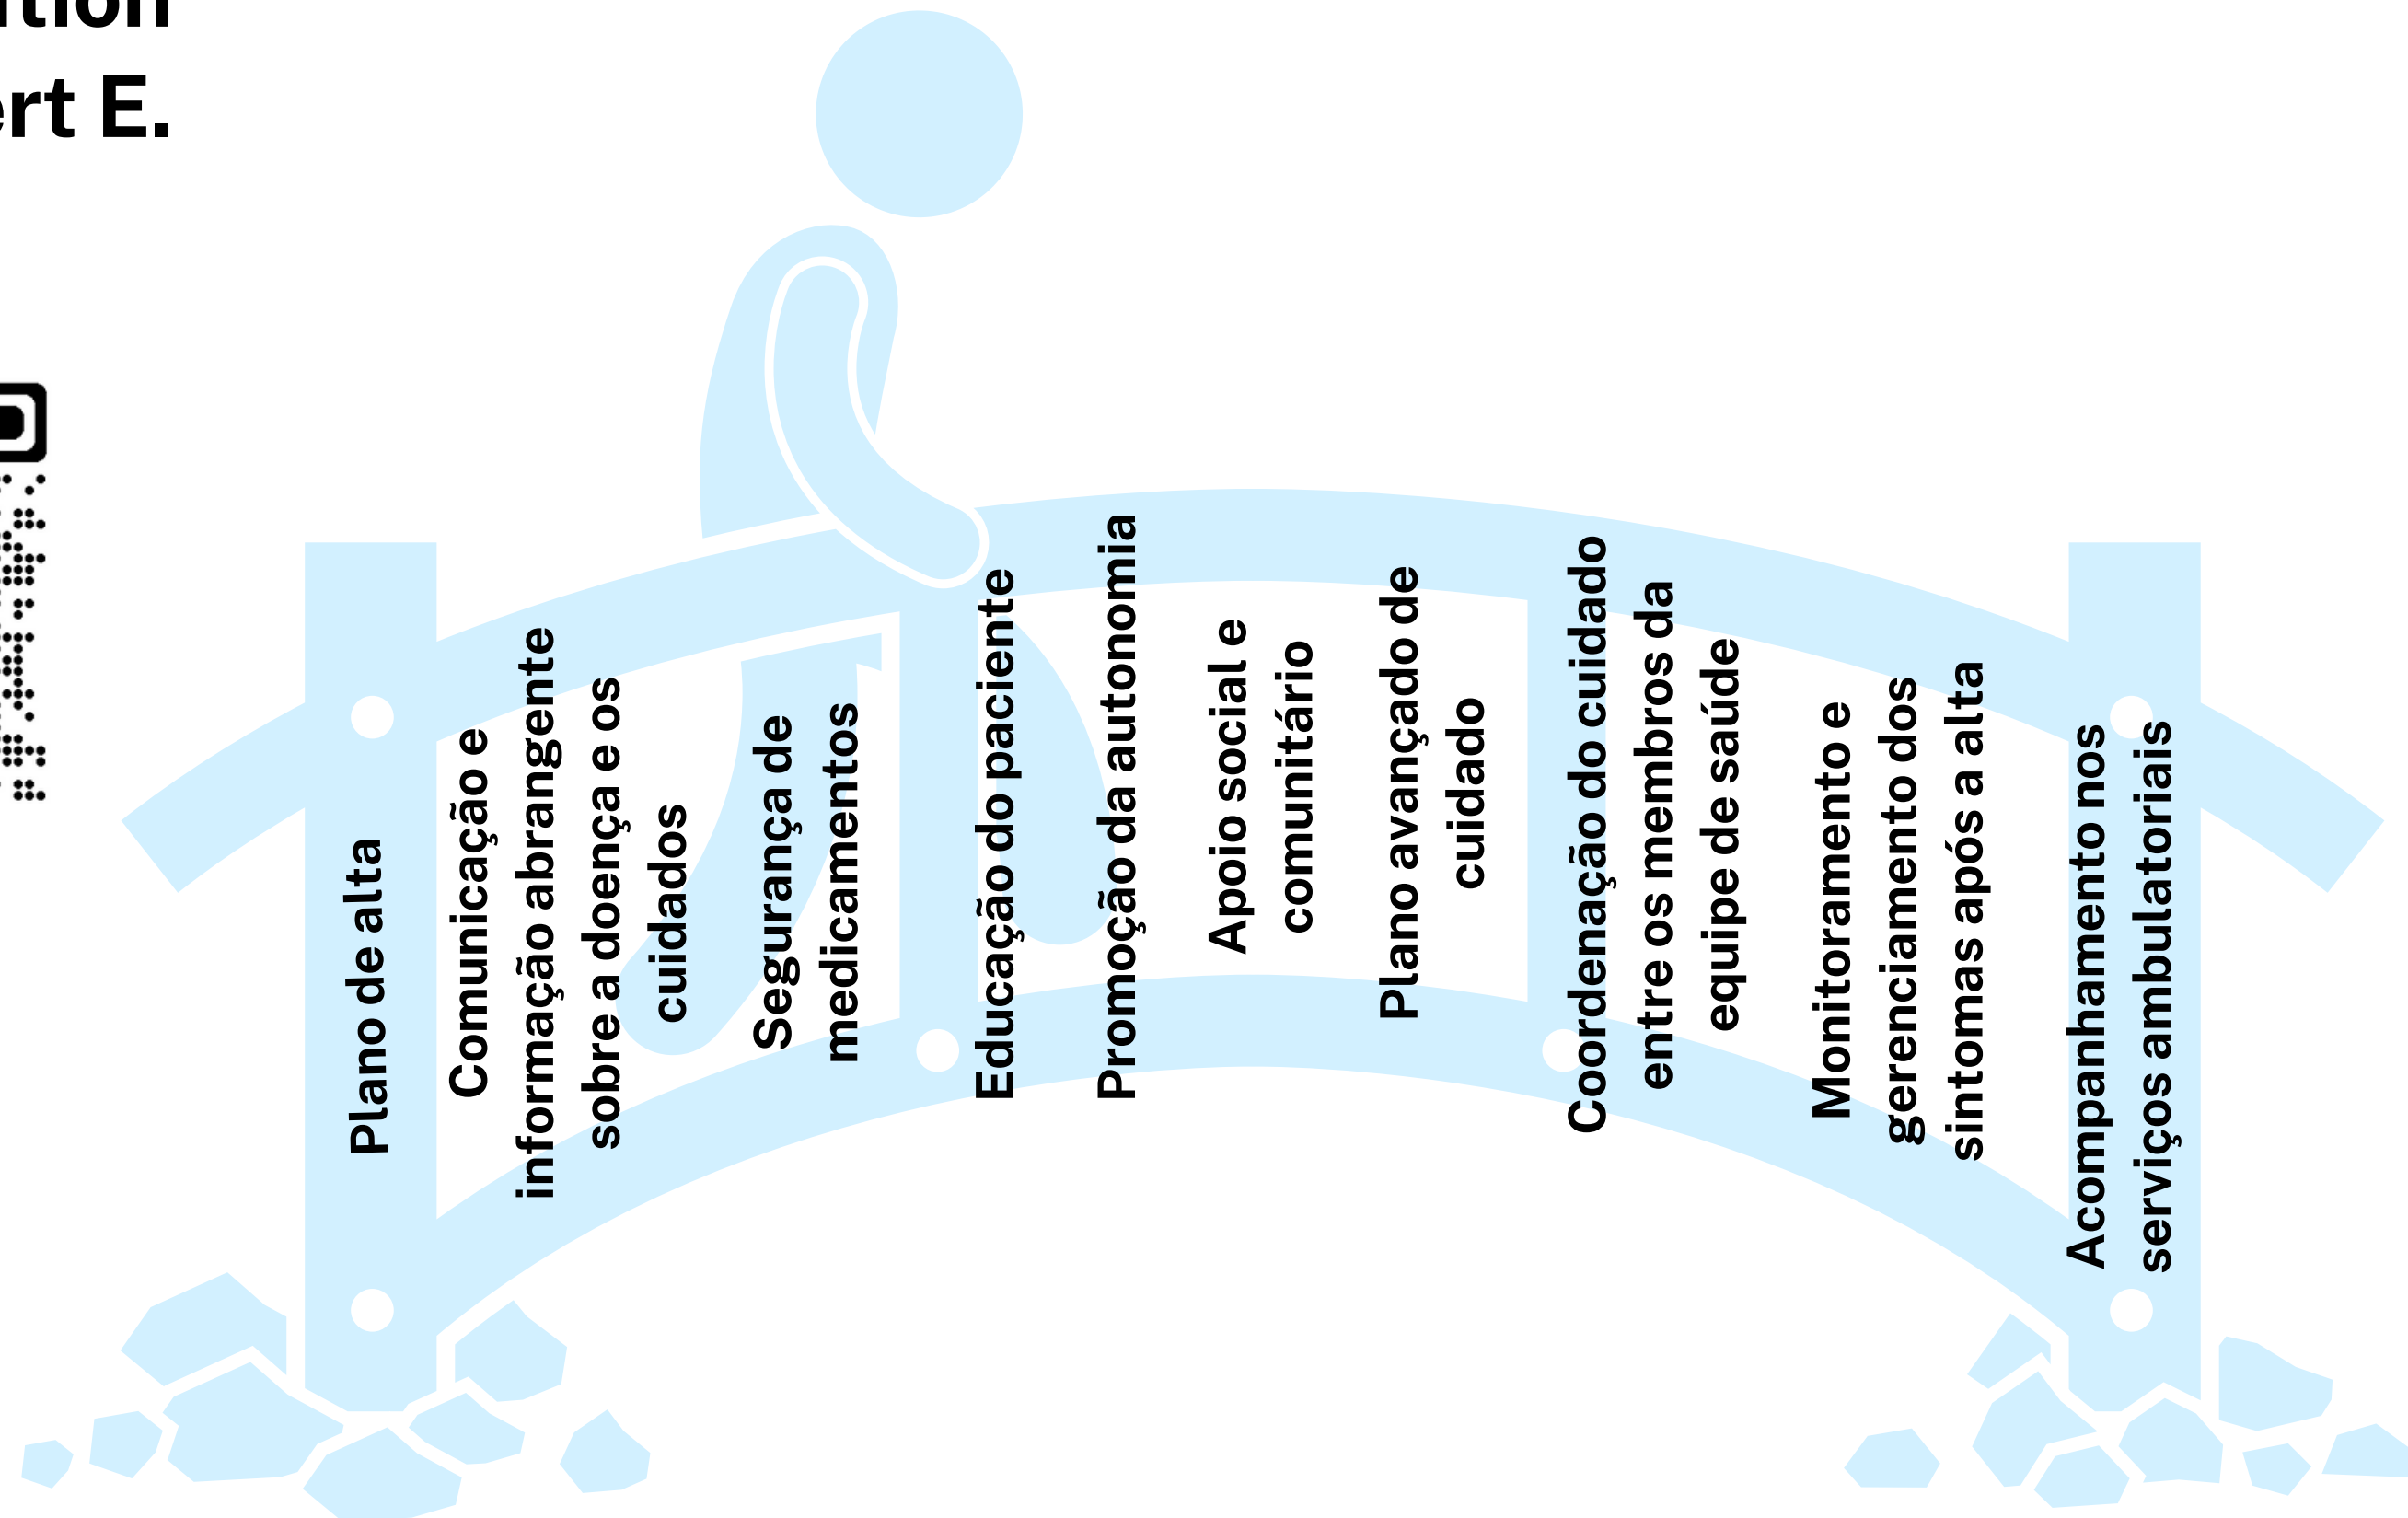 ition
ert E.
Plano de alta
Comunicação e
informação abrangente
sobre a doença e os
cuidados
Segurança de
medicamentos
Educação do paciente
Promoção da autonomia
Apoio social e
comunitário
Plano avançado de
cuidado
Coordenação do cuidado
entre os membros da
equipe de saúde
Monitoramento e
gerenciamento dos
sintomas após a alta
Acompanhamento nos
serviços ambulatoriais